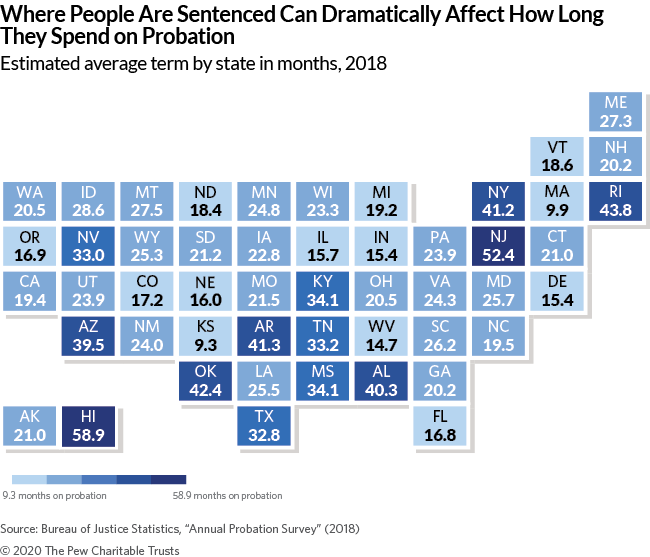 Where People Are Sentenced Can Dramatically Affect How Long
They Spend on Probation
Estimated average term by state in months, 2018
ME
27.3
VT NH
18.6 20.2
WA ID MT ND MN WI MI NY MA RI
20.5 28.6 27.5 18.4 24.8 23.3 19.2 41.2 9.9 43.8
OR NV WY SD IA IL IN PA NJ CT
16.9 33.0 25.3 21.2 22.8 15.7 15.4 23.9 52.4 21.0
CA UT CO NE MO KY OH VA MD DE
19.4 23.9 17.2 16.0 21.5 34.1 20.5 24.3 25.7 15.4
AZ NM KS AR TN WV SC NC
39.5 24.0 9.3 41.3 33.2 14.7 26.2 19.5
OK LA MS AL GA
42.4 25.5 34.1 40.3 20.2
AK HI TX FL
21.0 58.9 32.8 16.8
9.3 months on probation 58.9 months on probation
Source: Bureau of Justice Statistics, “Annual Probation Survey” (2018)
© 2020 The Pew Charitable Trusts